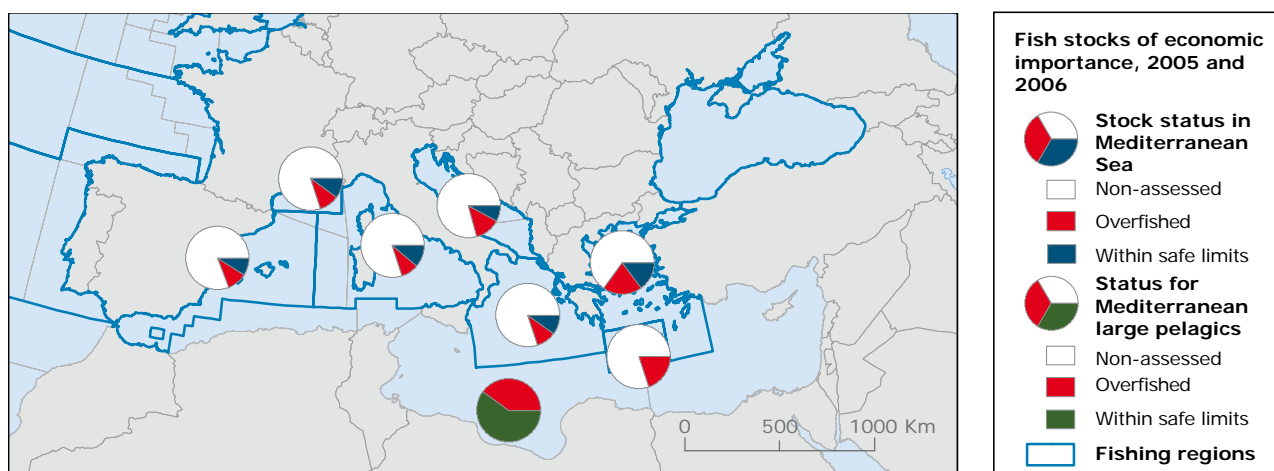 0
500
1000 Km
Fish stocks of economic
importance, 2005 and
2006
Stock status in
Mediterranean
Sea
Non-assessed
Overfished
Within safe limits
Status for
Mediterranean
large pelagics
Non-assessed
Overfished
Within safe limits
Fishing regions